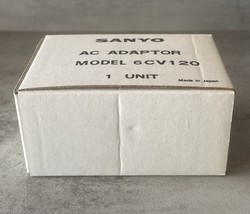 SANYO
AC ADAPTOR
MODEL 6CV120
1 UNIT
Made in Japan